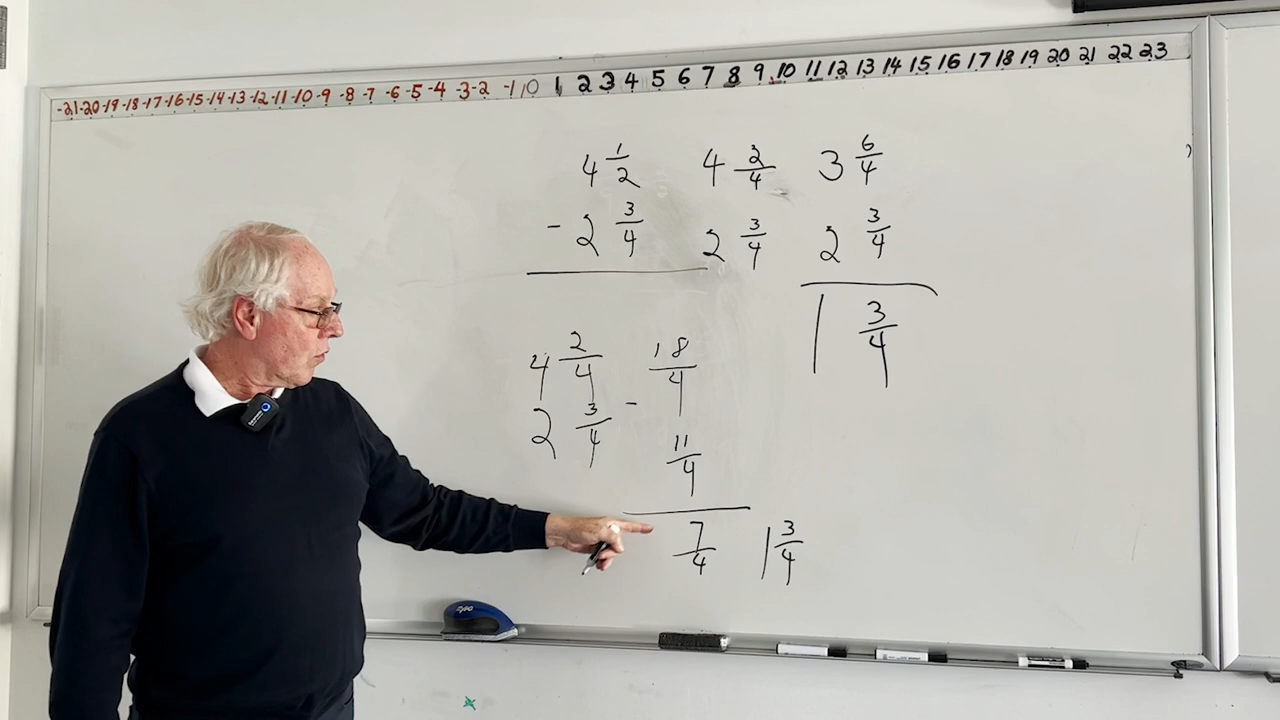 -21 -20 -19 -18 -17 -16 -15 -14 -13 -12 -11 -10 -9 -8 -7 -6 -5 -4 -3 -2 -1 0 1 2 3 4 5 6 7 8 9 10 11 12 13 14 15 16 17 18 19 20 21 22 23
4 1/2 4 2/4 3 6/4
- 2 3/4 2 3/4 2 3/4
1 3/4
4 2/4 - 18/4
2 3/4 11/4
7/4 1 3/4
EXPO